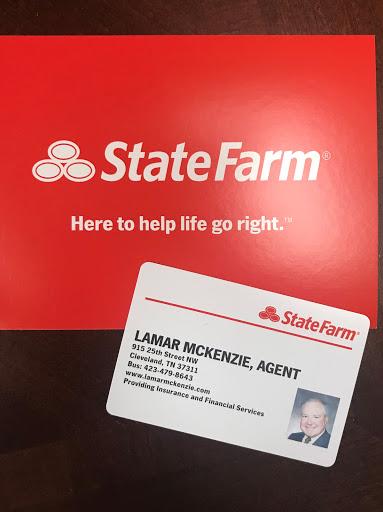 StateFarm®
Here to help life go right.™
StateFarm®
LAMAR MCKENZIE, AGENT
915 25th Street NW
Cleveland, TN 37311
Bus: 423-479-8643
www.lamarmckenzie.com
Providing Insurance and Financial Services